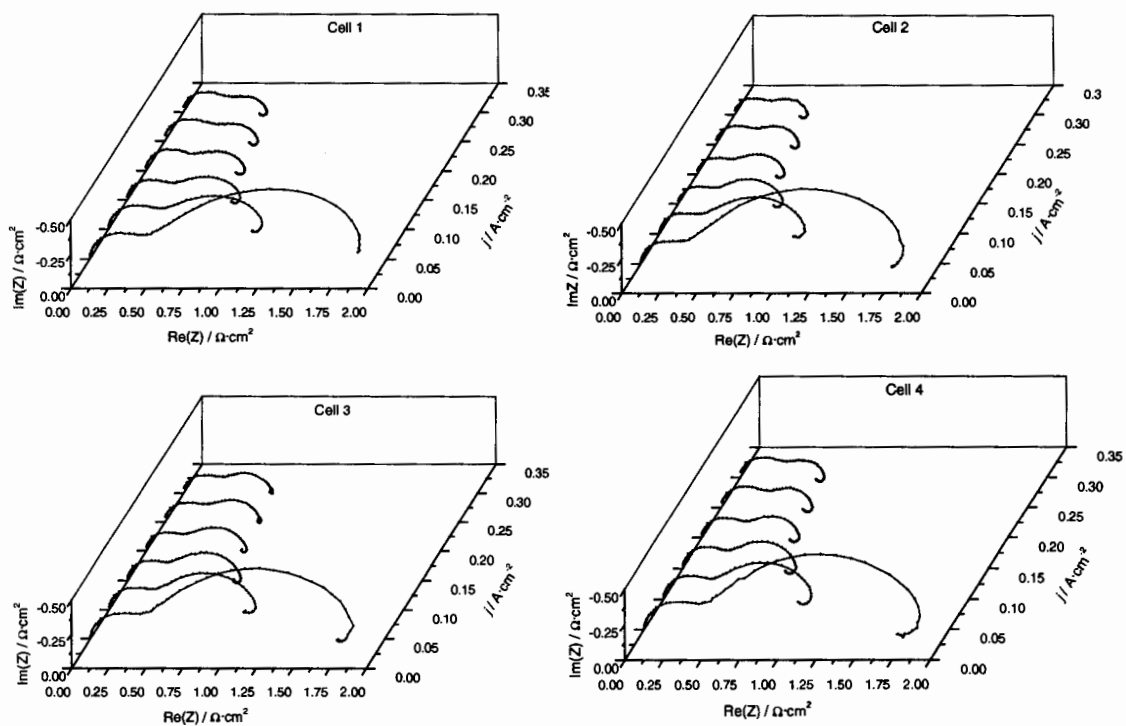 Cell 1
-0.50
-0.25
0.00
Im(Z) / Ω·cm²
0.00 0.25 0.50 0.75 1.00 1.25 1.50 1.75 2.00
Re(Z) / Ω·cm²
0.35
0.30
0.25
0.20
0.15
0.10
0.05
0.00
j / A·cm⁻²
Cell 2
-0.50
-0.25
0.00
ImZ / Ω·cm²
0.00 0.25 0.50 0.75 1.00 1.25 1.50 1.75 2.00
Re(Z) / Ω·cm²
0.3
0.30
0.25
0.20
0.15
0.10
0.05
0.00
j / A·cm⁻²
Cell 3
-0.50
-0.25
0.00
Im(Z) / Ω·cm²
0.00 0.25 0.50 0.75 1.00 1.25 1.50 1.75 2.00
Re(Z) / Ω·cm²
0.35
0.30
0.25
0.20
0.15
0.10
0.05
0.00
j / A·cm⁻²
Cell 4
-0.50
-0.25
0.00
Im(Z) / Ω·cm²
0.00 0.25 0.50 0.75 1.00 1.25 1.50 1.75 2.00
Re(Z) / Ω·cm²
0.35
0.30
0.25
0.20
0.15
0.10
0.05
0.00
j / A·cm⁻²